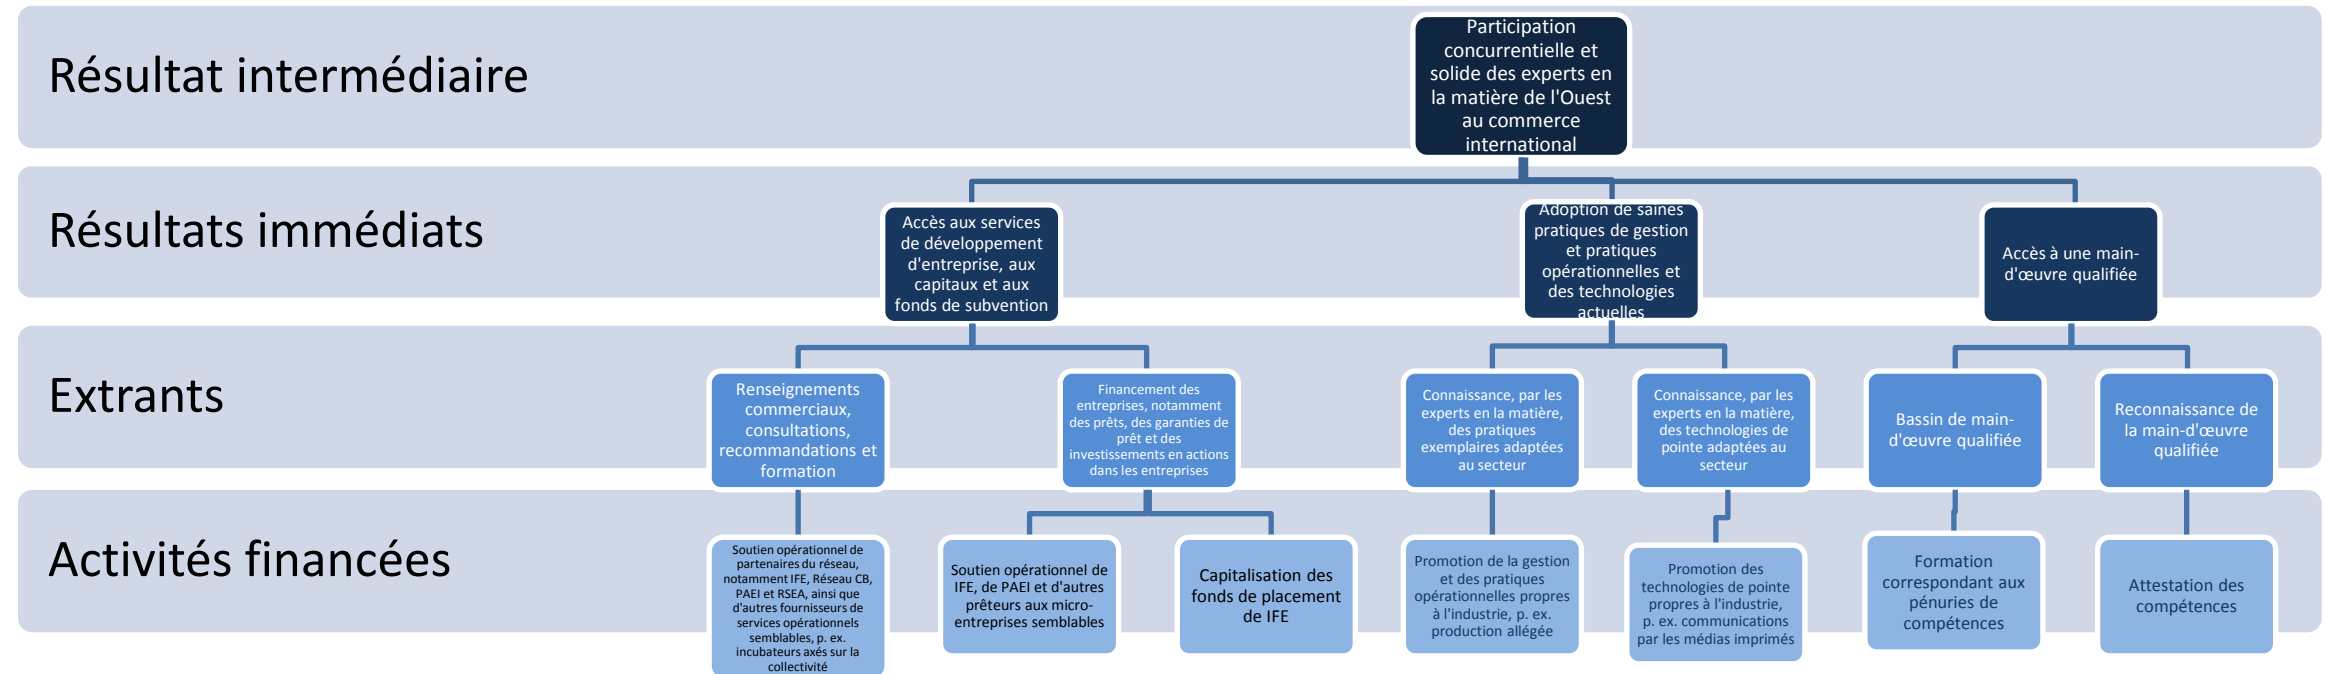 Résultat intermédiaire
Participation
concurrentielle et
solide des experts en
la matière de l'Ouest
au commerce
international
Résultats immédiats
Accès aux services
de développement
d'entreprise, aux
capitaux et aux
fonds de subvention
Adoption de saines
pratiques de gestion
et pratiques
opérationnelles et
des technologies
actuelles
Accès à une main-
d'œuvre qualifiée
Extrants
Renseignements
commerciaux,
consultations,
recommandations et
formation
Financement des
entreprises, notamment
des prêts, des garanties de
prêt et des
investissements en actions
dans les entreprises
Connaissance, par les
experts en la matière,
des pratiques
exemplaires adaptées
au secteur
Connaissance, par les
experts en la matière,
des technologies de
pointe adaptées au
secteur
Bassin de main-
d'œuvre qualifiée
Reconnaissance de
la main-d'œuvre
qualifiée
Activités financées
Soutien opérationnel de
partenaires du réseau,
notamment IFE, Réseau CB,
PAEI et RSEA, ainsi que
d'autres fournisseurs de
services opérationnels
semblables, p. ex.
incubateurs axés sur la
collectivité
Soutien opérationnel de
IFE, de PAEI et d'autres
prêteurs aux micro-
entreprises semblables
Capitalisation des
fonds de placement
de IFE
Promotion de la gestion
et des pratiques
opérationnelles propres
à l'industrie, p. ex.
production allégée
Promotion des
technologies de pointe
propres à l'industrie,
p. ex. communications
par les médias imprimés
Formation
correspondant aux
pénuries de
compétences
Attestation des
compétences